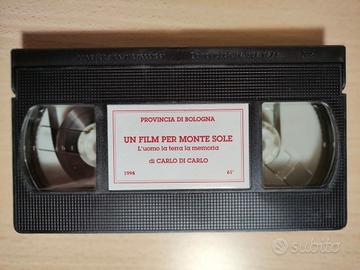 PROVINCIA DI BOLOGNA
UN FILM PER MONTE SOLE
L'uomo la terra la memoria
di CARLO DI CARLO
1994 61'
subito